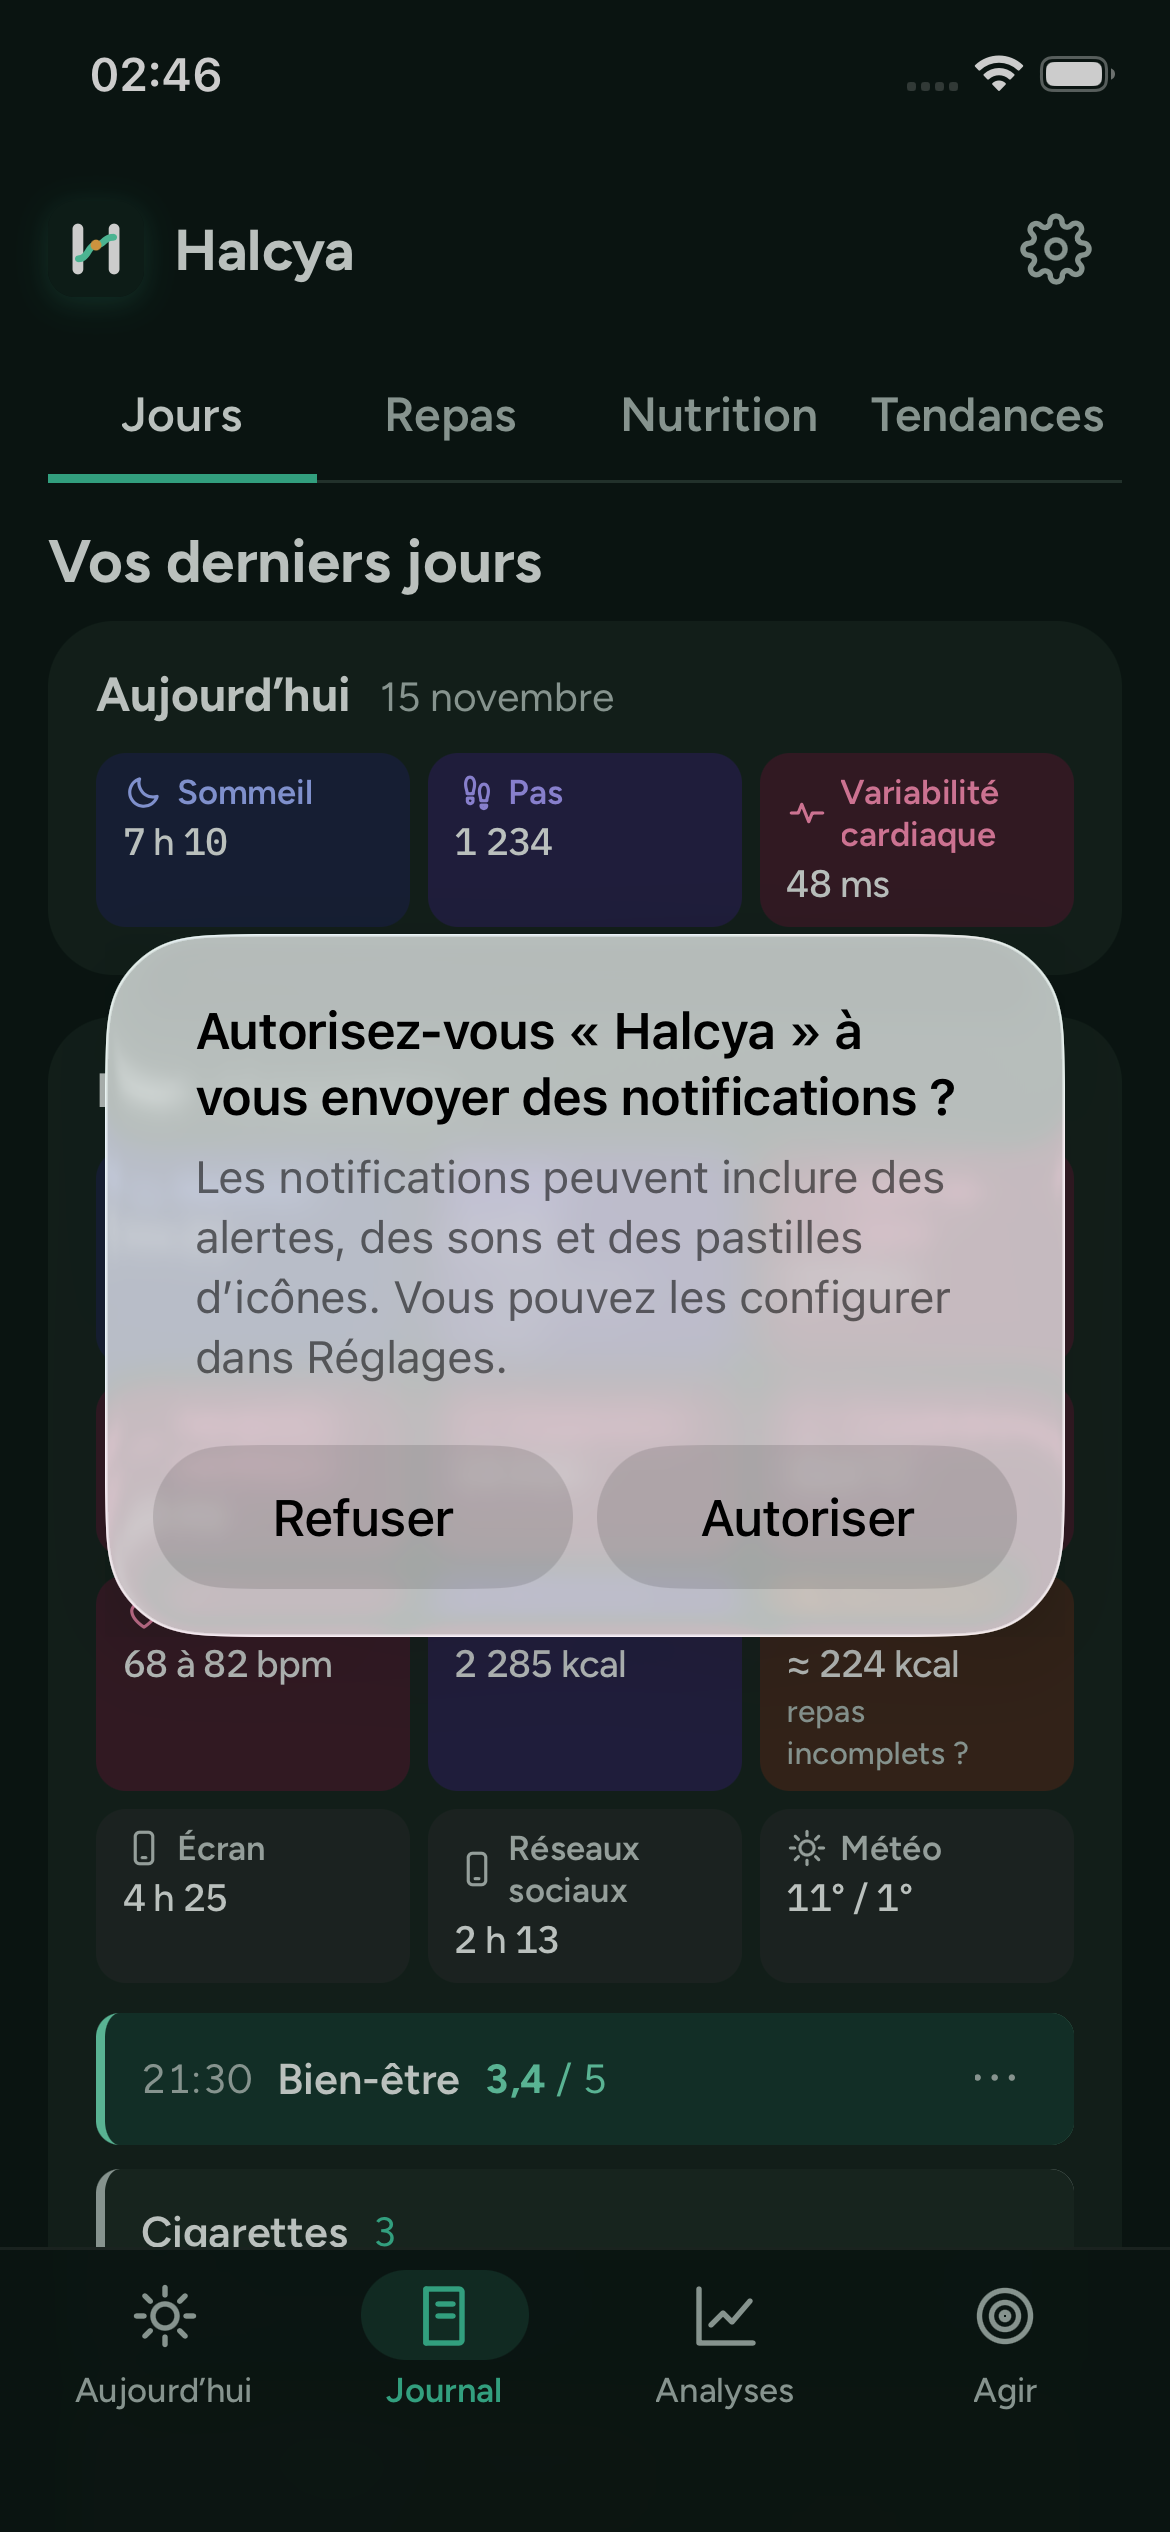 02:46
Halcya
Jours Repas Nutrition Tendances
Vos derniers jours
Aujourd’hui 15 novembre
Sommeil
7 h 10
Pas
1 234
Variabilité
cardiaque
48 ms
Autorisez-vous « Halcya » à
vous envoyer des notifications ?
Les notifications peuvent inclure des
alertes, des sons et des pastilles
d’icônes. Vous pouvez les configurer
dans Réglages.
Refuser Autoriser
68 à 82 bpm
2 285 kcal
≈ 224 kcal
repas
incomplets ?
Écran
4 h 25
Réseaux
sociaux
2 h 13
Météo
11° / 1°
21:30 Bien-être 3,4 / 5 ...
Cigarettes 3
Aujourd’hui Journal Analyses Agir